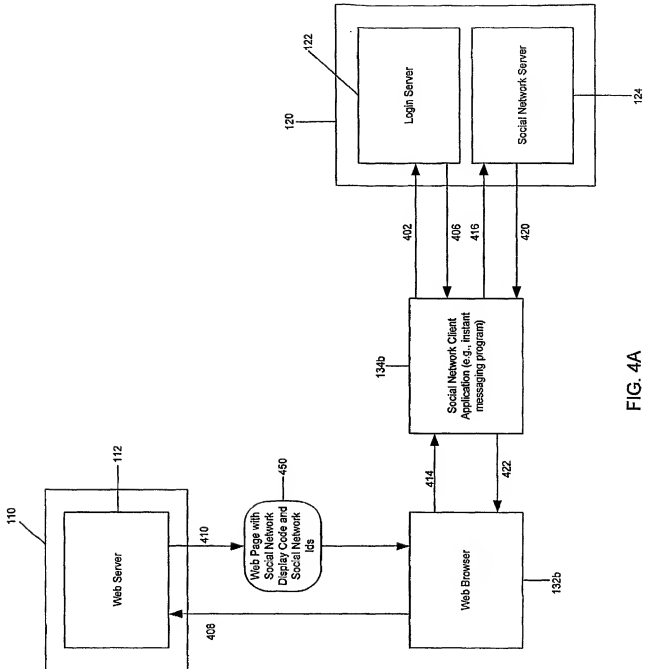 110
112
Web Server
408
410
450
Web Page with
Social Network
Display Code and
Social Network
Ids
Web Browser
132b
414
422
134b
Social Network Client
Application (e.g., instant
messaging program)
402
406
416
420
120
122
Login Server
Social Network Server
124
FIG. 4A